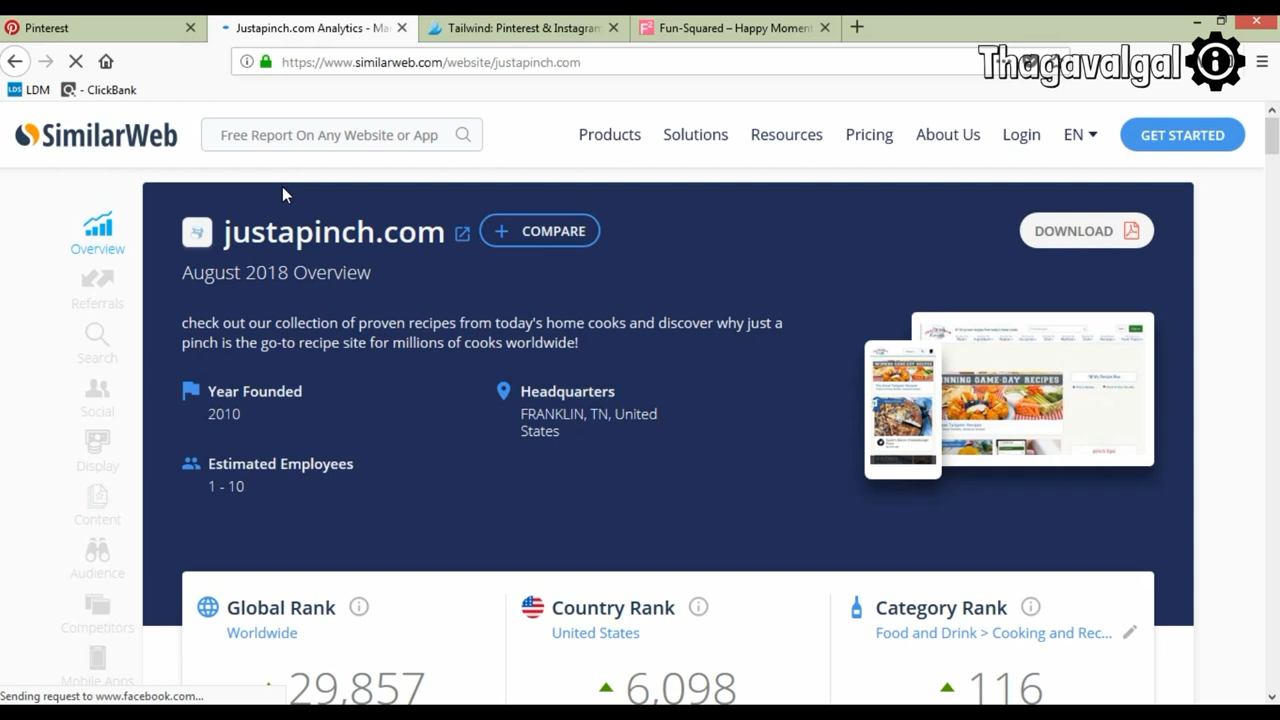 Pinterest
Justapinch.com Analytics - Ma
Tailwind: Pinterest & Instagram
Fun-Squared – Happy Moment
https://www.similarweb.com/website/justapinch.com
Thagavalgal
LDS LDM
- ClickBank
SimilarWeb
Free Report On Any Website or App
Products
Solutions
Resources
Pricing
About Us
Login
EN
GET STARTED
Overview
Referrals
Search
Social
Display
Content
Audience
Competitors
Mobile Apps
justapinch.com
+ COMPARE
DOWNLOAD
August 2018 Overview
check out our collection of proven recipes from today's home cooks and discover why just a
pinch is the go-to recipe site for millions of cooks worldwide!
Year Founded
2010
Headquarters
FRANKLIN, TN, United
States
Estimated Employees
1 - 10
Global Rank
Worldwide
29,857
Country Rank
United States
6,098
Category Rank
Food and Drink > Cooking and Rec...
116
Sending request to www.facebook.com...